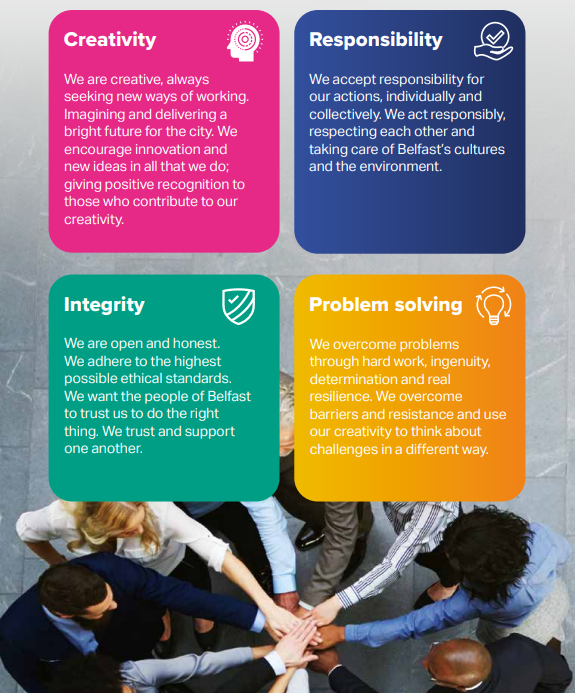 Creativity
We are creative, always
seeking new ways of working.
Imagining and delivering a
bright future for the city. We
encourage innovation and
new ideas in all that we do;
giving positive recognition to
those who contribute to our
creativity.
Responsibility
We accept responsibility for
our actions, individually and
collectively. We act responsibly,
respecting each other and
taking care of Belfast's cultures
and the environment.
Integrity
We are open and honest.
We adhere to the highest
possible ethical standards.
We want the people of Belfast
to trust us to do the right
thing. We trust and support
one another.
Problem solving
We overcome problems
through hard work, ingenuity,
determination and real
resilience. We overcome
barriers and resistance and use
our creativity to think about
challenges in a different way.